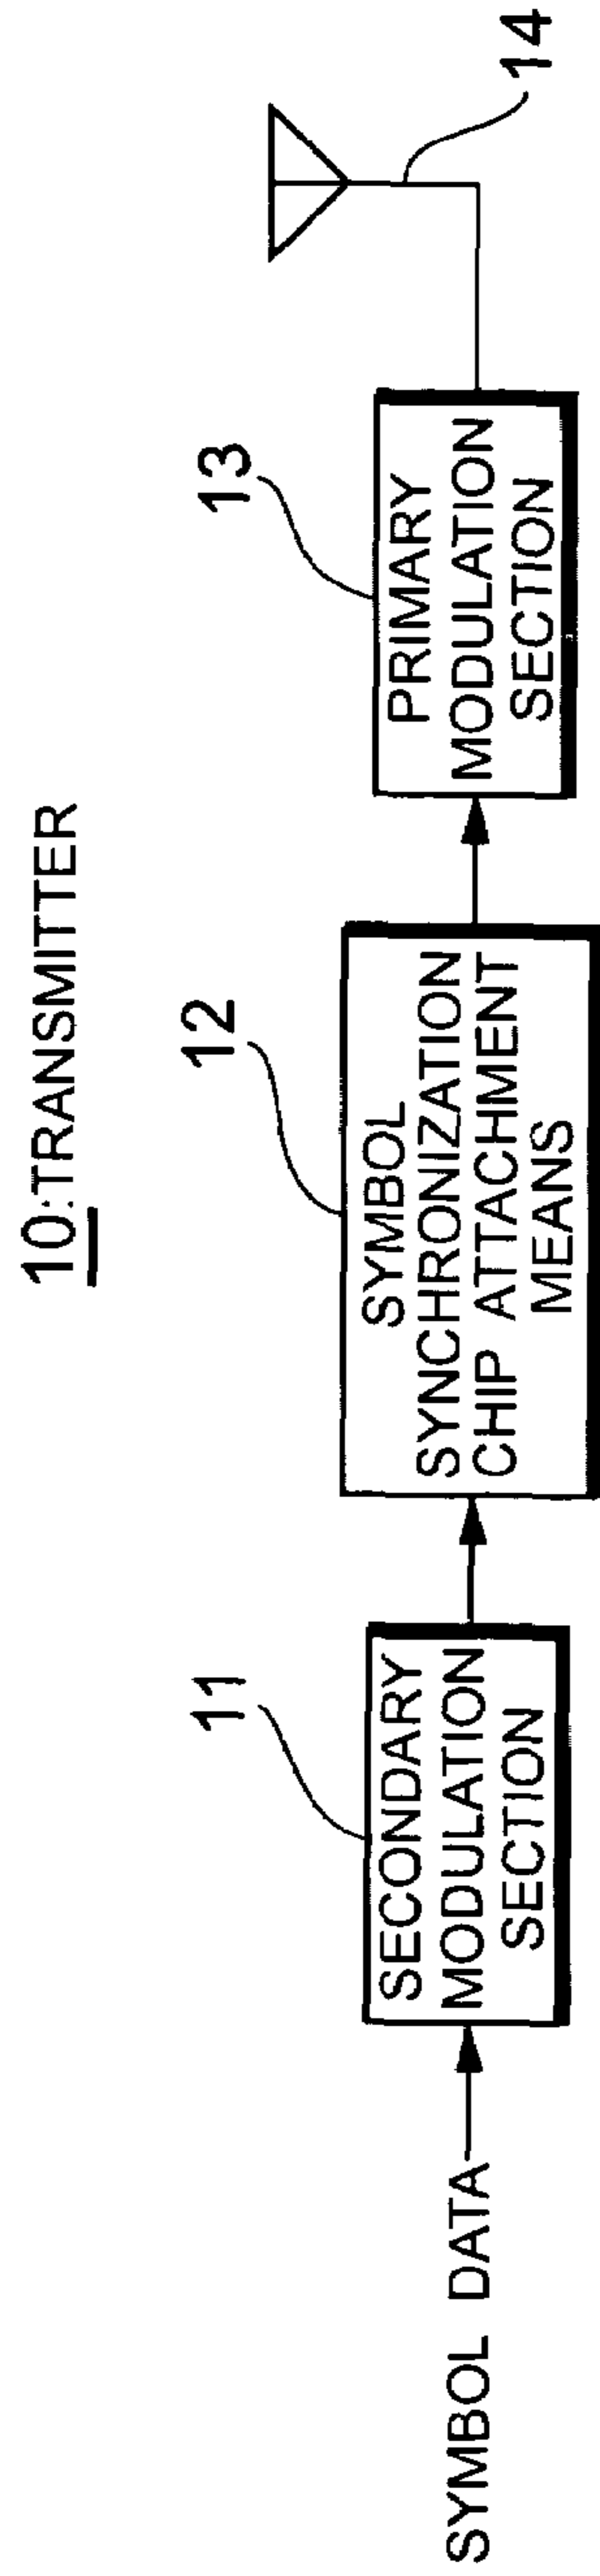 10:TRANSMITTER
11
12
13
14
SYMBOL DATA
SECONDARY
MODULATION
SECTION
SYMBOL
SYNCHRONIZATION
CHIP ATTACHMENT
MEANS
PRIMARY
MODULATION
SECTION